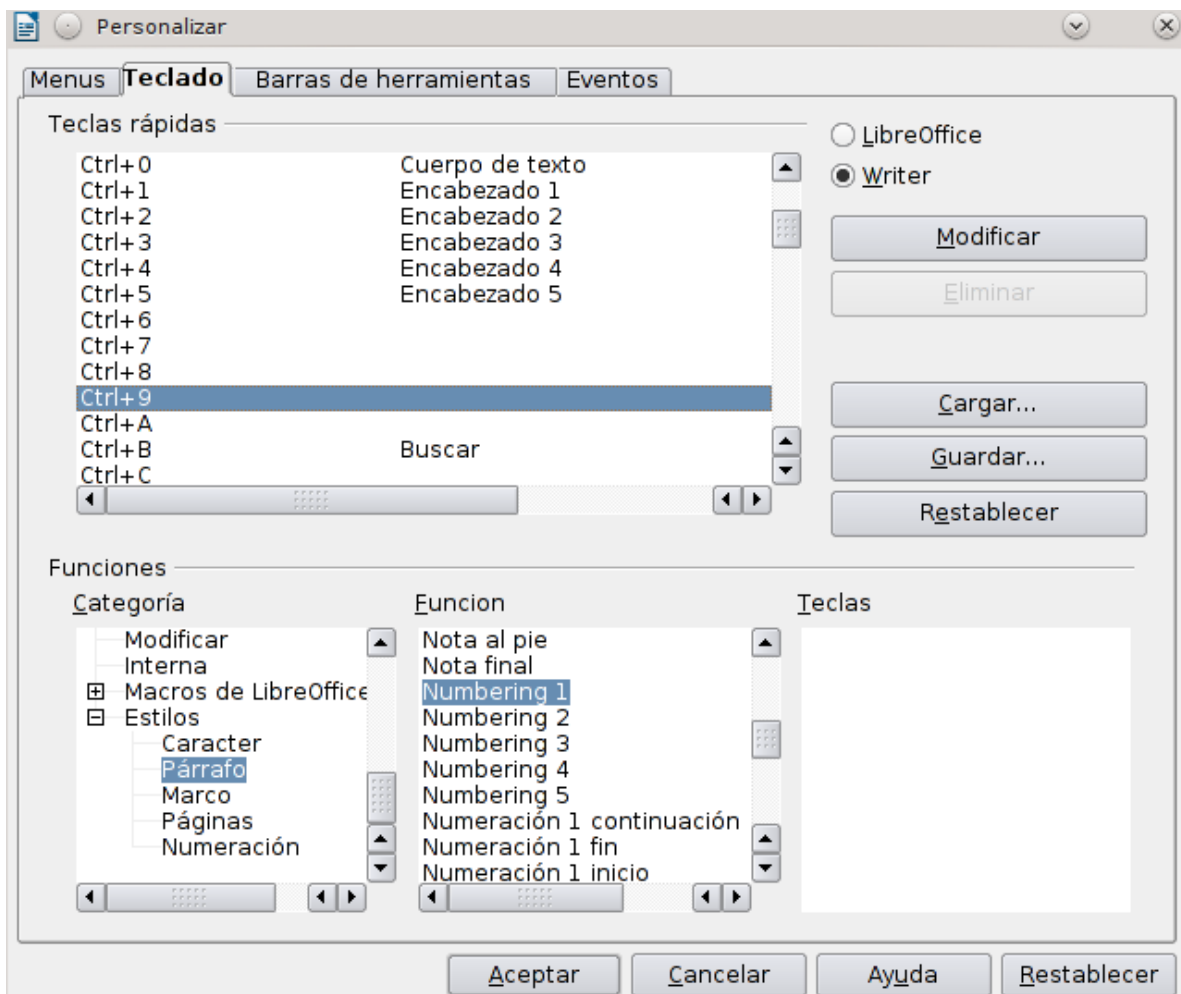 Personalizar
Menus Teclado Barras de herramientas Eventos
Teclas rápidas
LibreOffice
Writer
Ctrl+0 Cuerpo de texto
Ctrl+1 Encabezado 1
Ctrl+2 Encabezado 2
Ctrl+3 Encabezado 3
Ctrl+4 Encabezado 4
Ctrl+5 Encabezado 5
Ctrl+6
Ctrl+7
Ctrl+8
Ctrl+9
Ctrl+A
Ctrl+B Buscar
Ctrl+C
Modificar
Eliminar
Cargar...
Guardar...
Restablecer
Funciones
Categoría
Modificar
Interna
Macros de LibreOffice
Estilos
Caracter
Párrafo
Marco
Páginas
Numeración
Funcion
Nota al pie
Nota final
Numbering 1
Numbering 2
Numbering 3
Numbering 4
Numbering 5
Numeración 1 continuación
Numeración 1 fin
Numeración 1 inicio
Teclas
Aceptar Cancelar Ayuda Restablecer